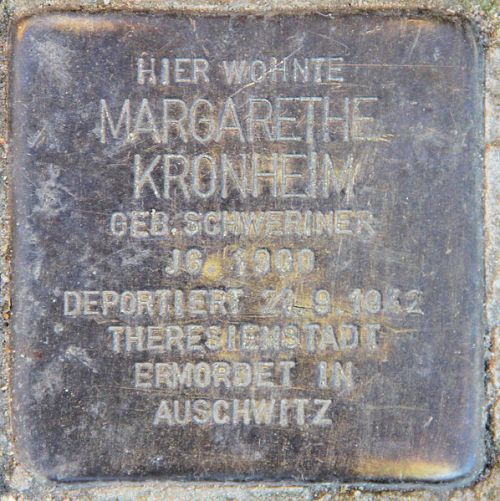 HIER WOHNTE
MARGARETHE
KRONHEIM
GEB. SCHWERINER
JG. 1900
DEPORTIERT 21.9.1942
THERESIENSTADT
ERMORDET IN
AUSCHWITZ